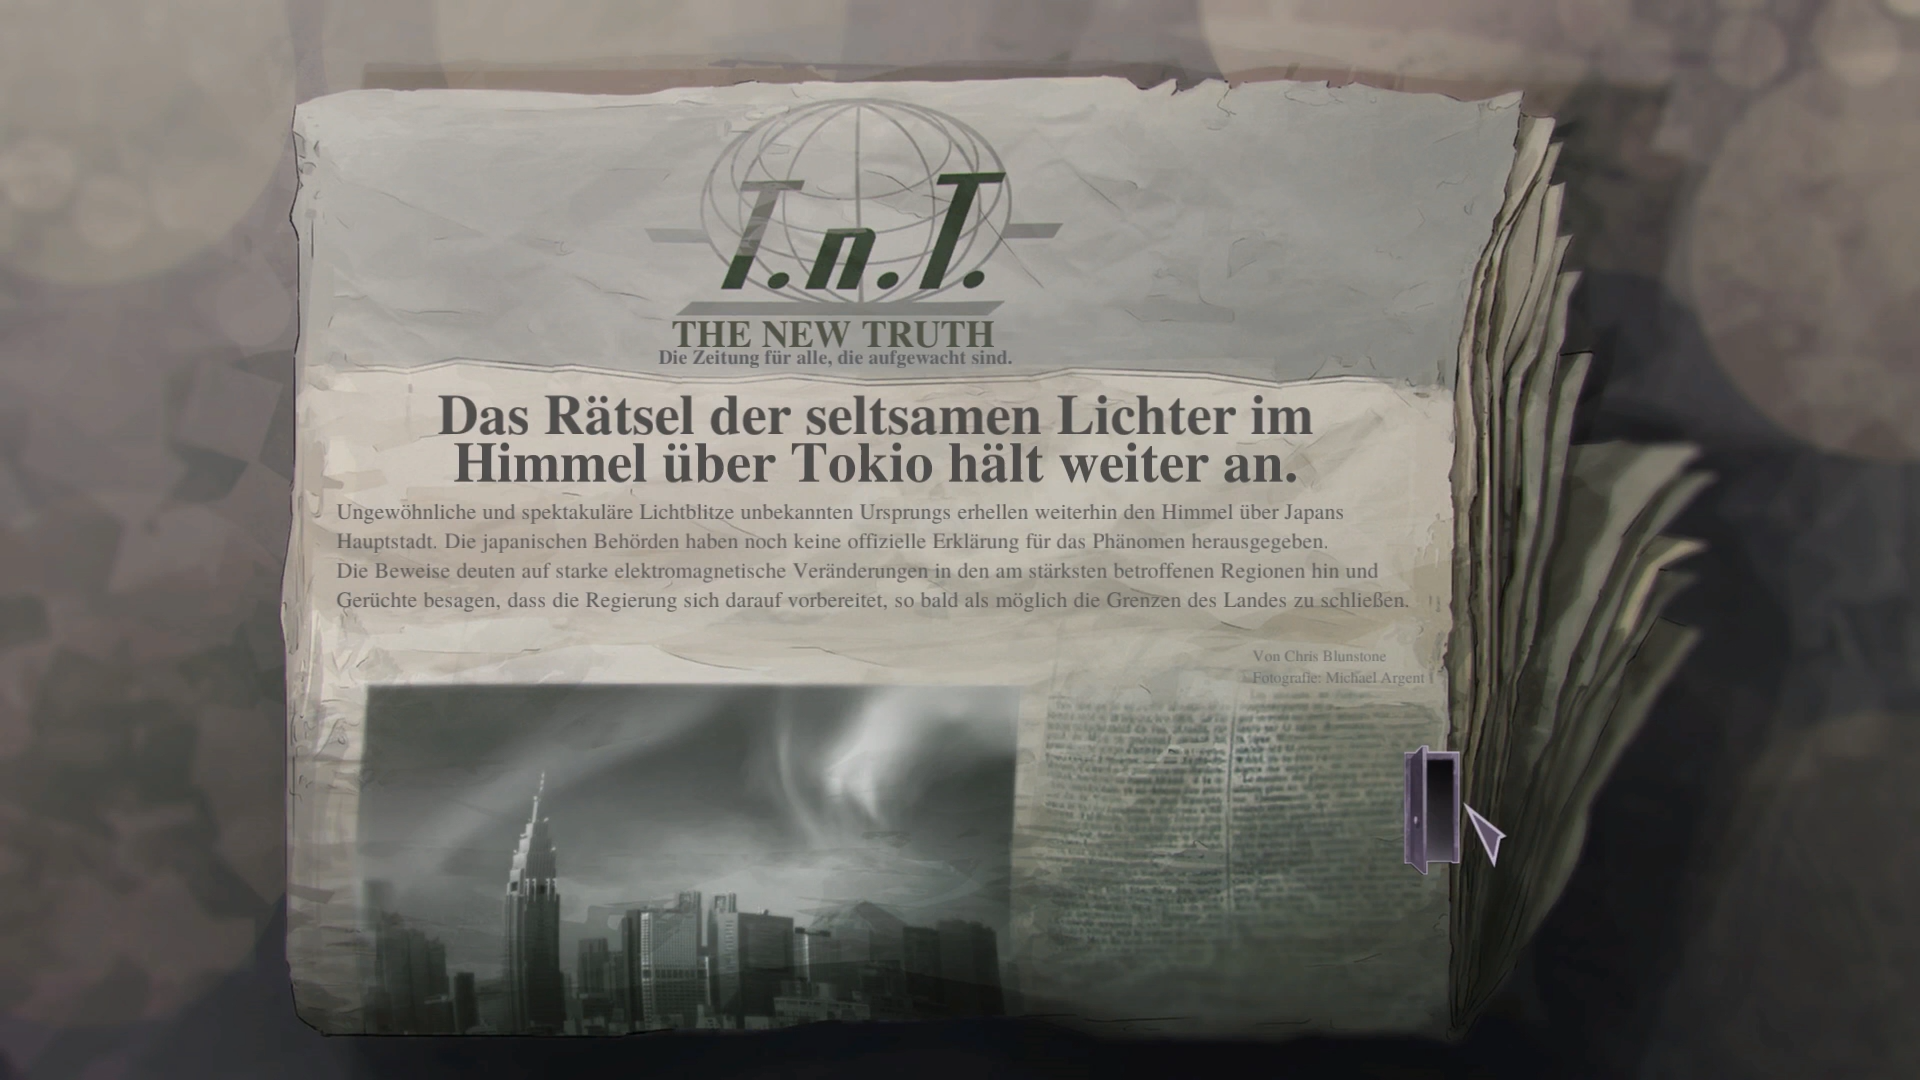 T.n.T.
THE NEW TRUTH
Die Zeitung für alle, die aufgewacht sind.
Das Rätsel der seltsamen Lichter im
Himmel über Tokio hält weiter an.
Ungewöhnliche und spektakuläre Lichtblitze unbekannten Ursprungs erhellen weiterhin den Himmel über Japans
Hauptstadt. Die japanischen Behörden haben noch keine offizielle Erklärung für das Phänomen herausgegeben.
Die Beweise deuten auf starke elektromagnetische Veränderungen in den am stärksten betroffenen Regionen hin und
Gerüchte besagen, dass die Regierung sich darauf vorbereitet, so bald als möglich die Grenzen des Landes zu schließen.
Von Chris Blunstone
Fotografie: Michael Argent